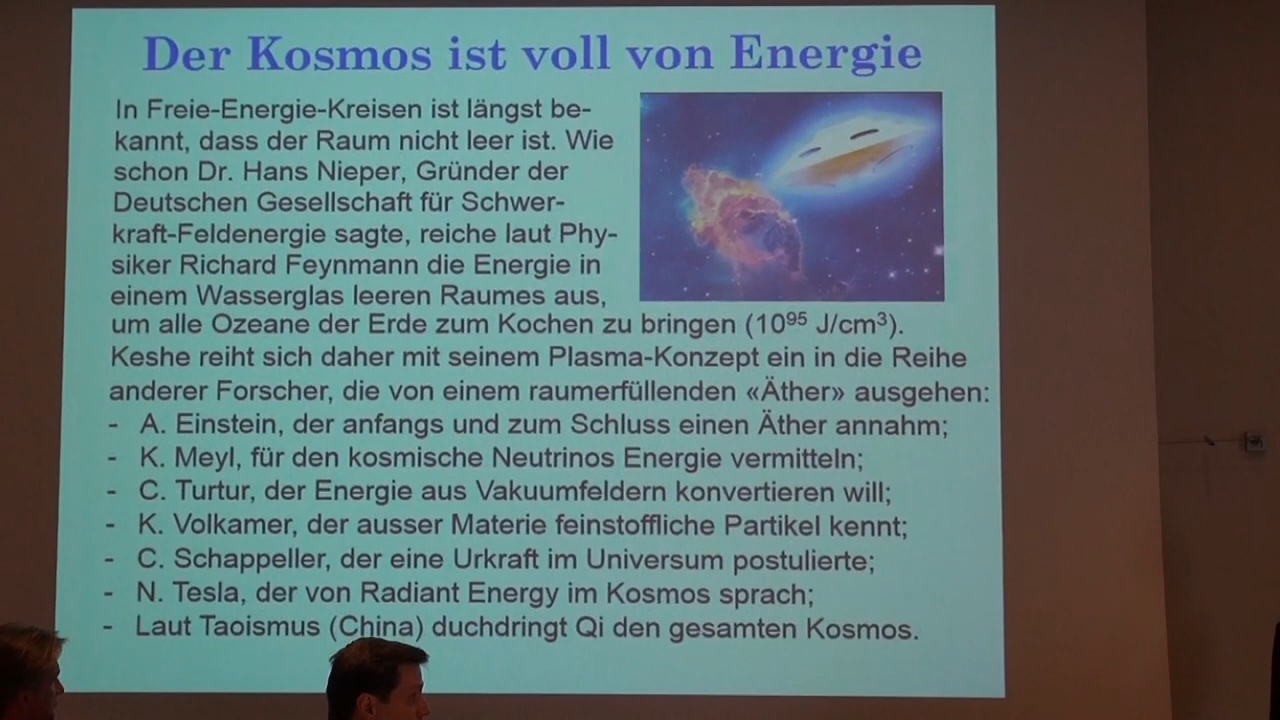 Der Kosmos ist voll von Energie
In Freie-Energie-Kreisen ist längst be-
kannt, dass der Raum nicht leer ist. Wie
schon Dr. Hans Nieper, Gründer der
Deutschen Gesellschaft für Schwer-
kraft-Feldenergie sagte, reiche laut Phy-
siker Richard Feynmann die Energie in
einem Wasserglas leeren Raumes aus,
um alle Ozeane der Erde zum Kochen zu bringen (10⁹⁵ J/cm³).
Keshe reiht sich daher mit seinem Plasma-Konzept ein in die Reihe
anderer Forscher, die von einem raumerfüllenden «Äther» ausgehen:
- A. Einstein, der anfangs und zum Schluss einen Äther annahm;
- K. Meyl, für den kosmische Neutrinos Energie vermitteln;
- C. Turtur, der Energie aus Vakuumfeldern konvertieren will;
- K. Volkamer, der ausser Materie feinstoffliche Partikel kennt;
- C. Schappeller, der eine Urkraft im Universum postulierte;
- N. Tesla, der von Radiant Energy im Kosmos sprach;
- Laut Taoismus (China) duchdringt Qi den gesamten Kosmos.